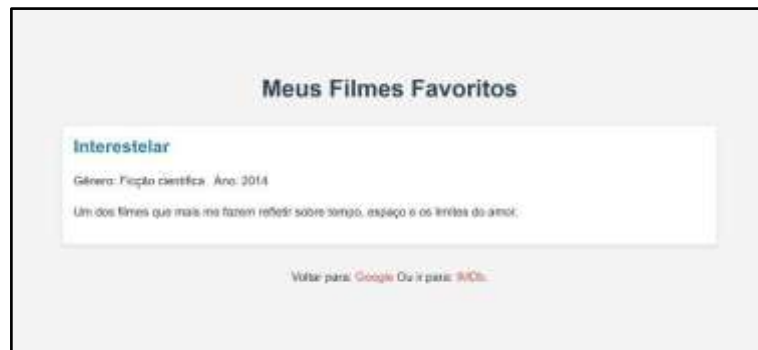 Meus Filmes Favoritos
Interestelar
Gênero: Ficção científica Ano: 2014
Um dos filmes que mais me fazem refletir sobre tempo, espaço e os limites do amor.
Voltar para: Google Ou ir para: IMDb.